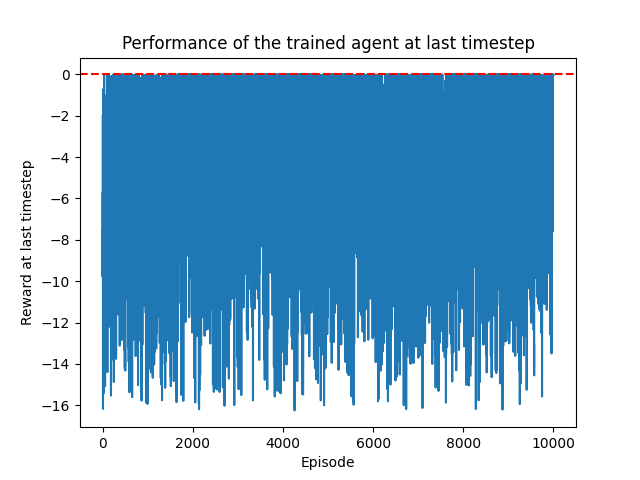 Performance of the trained agent at last timestep
0
−2
−4
−6
−8
−10
−12
−14
−16
Reward at last timestep
0 2000 4000 6000 8000 10000
Episode